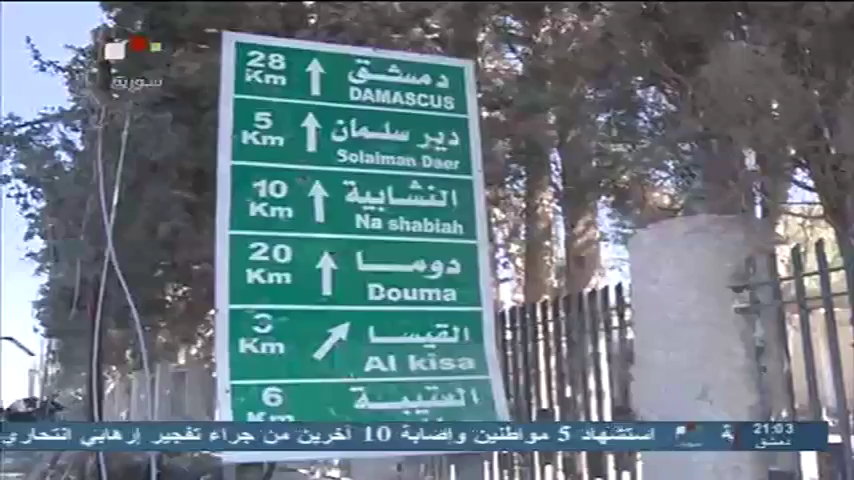 سورية
28 Km ↑ دمشق
DAMASCUS
5 Km ↑ دير سلمان
Solaiman Daer
10 Km ↑ النشابية
Na shabiah
20 Km ↑ دوما
Douma
Km ↗ القيسا
Al kisa
6 Km العتيبة
استشهاد 5 مواطنين وإصابة 10 آخرين من جراء تفجير إرهابي انتحاري
21:03
دمشق